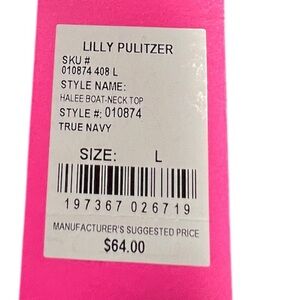 LILLY PULITZER
SKU #
010874 408 L
STYLE NAME:
HALEE BOAT-NECK TOP
STYLE #: 010874
TRUE NAVY
SIZE: L
197367 026719
MANUFACTURER'S SUGGESTED PRICE
$64.00